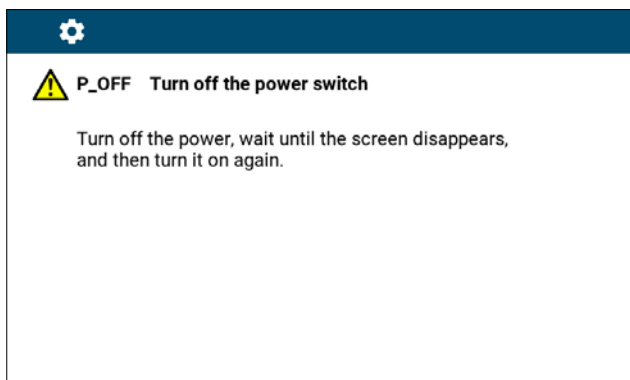 P_OFF Turn off the power switch
Turn off the power, wait until the screen disappears,
and then turn it on again.